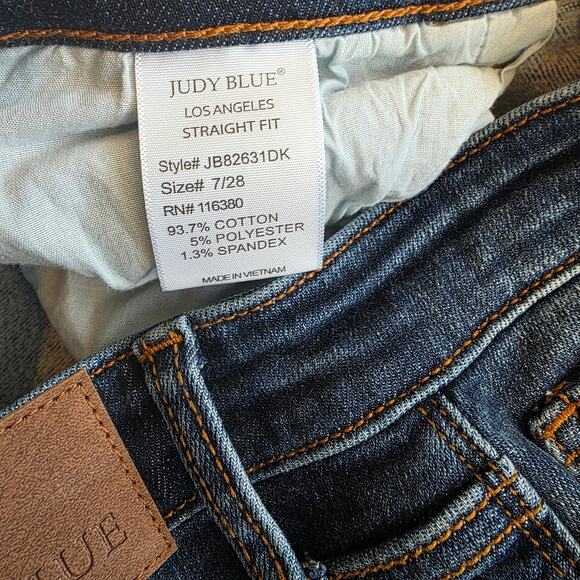 JUDY BLUE®
LOS ANGELES
STRAIGHT FIT
Style# JB82631DK
Size# 7/28
RN# 116380
93.7% COTTON
5% POLYESTER
1.3% SPANDEX
MADE IN VIETNAM
LUE